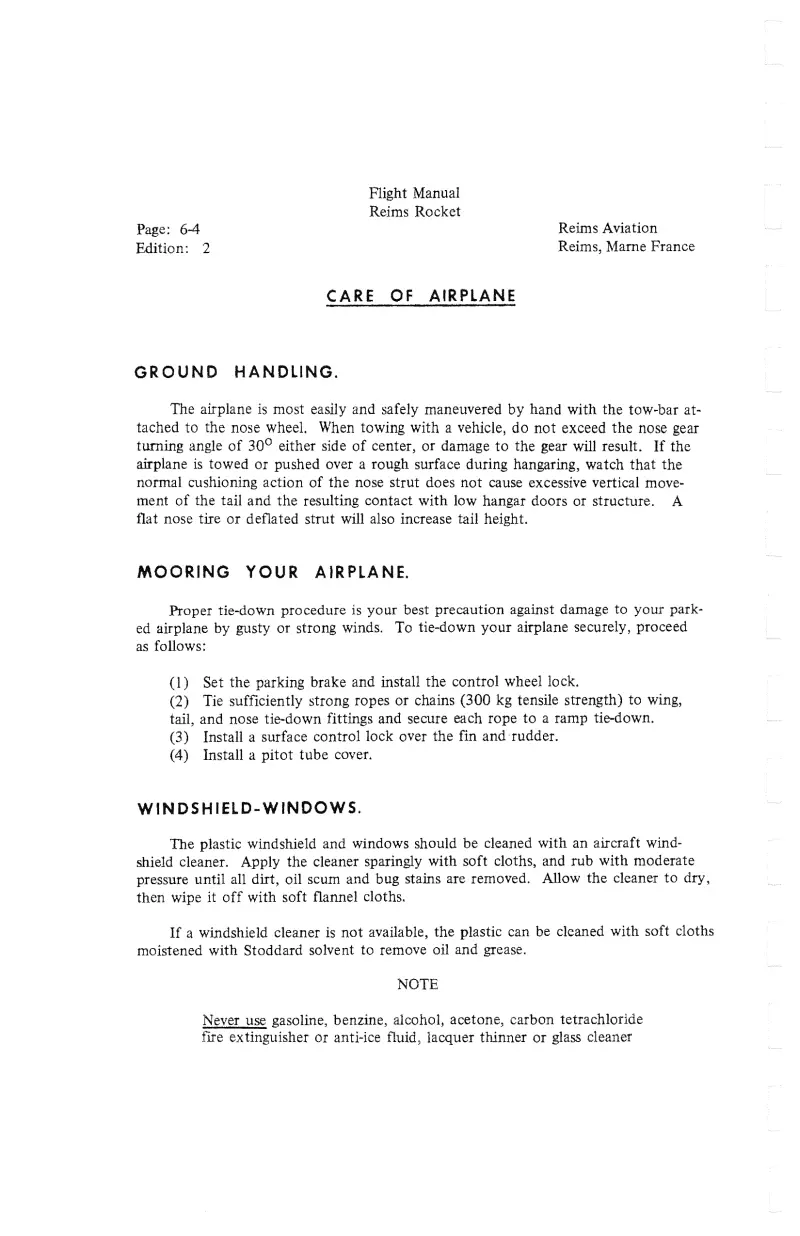 Flight Manual
Reims Rocket
Page: 6-4
Edition: 2
Reims Aviation
Reims, Marne France
CARE OF AIRPLANE
GROUND HANDLING.
The airplane is most easily and safely maneuvered by hand with the tow-bar at-
tached to the nose wheel. When towing with a vehicle, do not exceed the nose gear
turning angle of 30° either side of center, or damage to the gear will result. If the
airplane is towed or pushed over a rough surface during hangaring, watch that the
normal cushioning action of the nose strut does not cause excessive vertical move-
ment of the tail and the resulting contact with low hangar doors or structure. A
flat nose tire or deflated strut will also increase tail height.
MOORING YOUR AIRPLANE.
Proper tie-down procedure is your best precaution against damage to your park-
ed airplane by gusty or strong winds. To tie-down your airplane securely, proceed
as follows:
(1) Set the parking brake and install the control wheel lock.
(2) Tie sufficiently strong ropes or chains (300 kg tensile strength) to wing,
tail, and nose tie-down fittings and secure each rope to a ramp tie-down.
(3) Install a surface control lock over the fin and rudder.
(4) Install a pitot tube cover.
WINDSHIELD-WINDOWS.
The plastic windshield and windows should be cleaned with an aircraft wind-
shield cleaner. Apply the cleaner sparingly with soft cloths, and rub with moderate
pressure until all dirt, oil scum and bug stains are removed. Allow the cleaner to dry,
then wipe it off with soft flannel cloths.
If a windshield cleaner is not available, the plastic can be cleaned with soft cloths
moistened with Stoddard solvent to remove oil and grease.
NOTE
Never use gasoline, benzine, alcohol, acetone, carbon tetrachloride
fire extinguisher or anti-ice fluid, lacquer thinner or glass cleaner